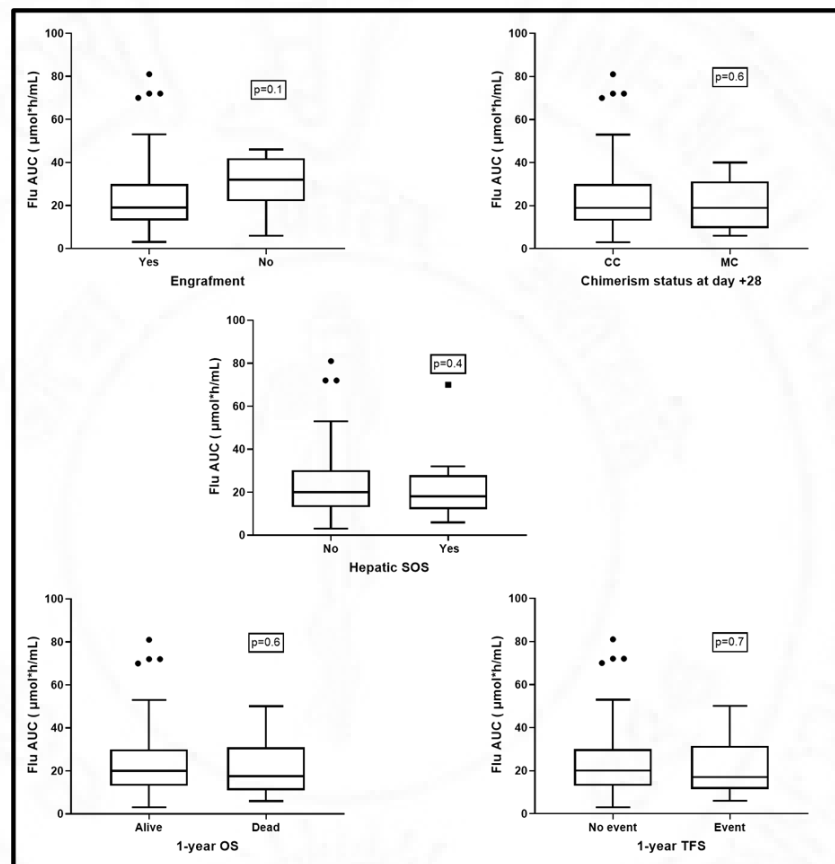 100
80
60
40
20
0
Flu AUC ( µmol*h/mL)
p=0.1
Yes No
Engrafment
100
80
60
40
20
0
Flu AUC ( µmol*h/mL)
p=0.6
CC MC
Chimerism status at day +28
100
80
60
40
20
0
Flu AUC ( µmol*h/mL)
p=0.4
No Yes
Hepatic SOS
100
80
60
40
20
0
Flu AUC ( µmol*h/mL)
p=0.6
Alive Dead
1-year OS
100
80
60
40
20
0
Flu AUC ( µmol*h/mL)
p=0.7
No event Event
1-year TFS